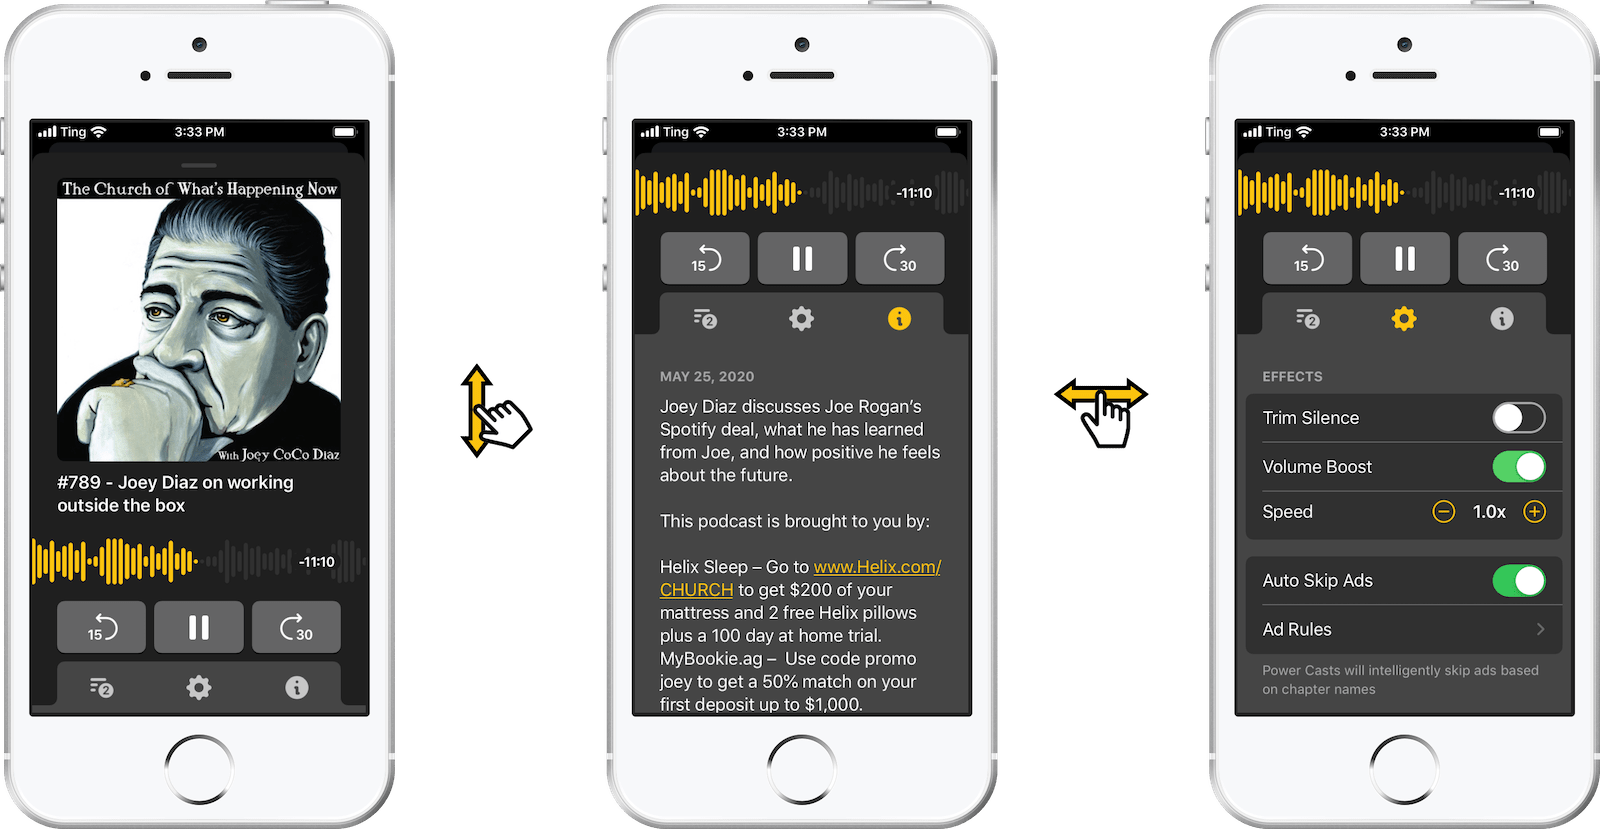 Ting
3:33 PM
The Church of What's Happening Now
With Joey CoCo Diaz
#789 - Joey Diaz on working
outside the box
-11:10
15
30
2
i
Ting
3:33 PM
-11:10
15
30
2
i
MAY 25, 2020
Joey Diaz discusses Joe Rogan's
Spotify deal, what he has learned
from Joe, and how positive he feels
about the future.
This podcast is brought to you by:
Helix Sleep – Go to www.Helix.com/
CHURCH to get $200 of your
mattress and 2 free Helix pillows
plus a 100 day at home trial.
MyBookie.ag –  Use code promo
joey to get a 50% match on your
first deposit up to $1,000.
Ting
3:33 PM
-11:10
15
30
2
i
EFFECTS
Trim Silence
Volume Boost
Speed
1.0x
Auto Skip Ads
Ad Rules
Power Casts will intelligently skip ads based
on chapter names